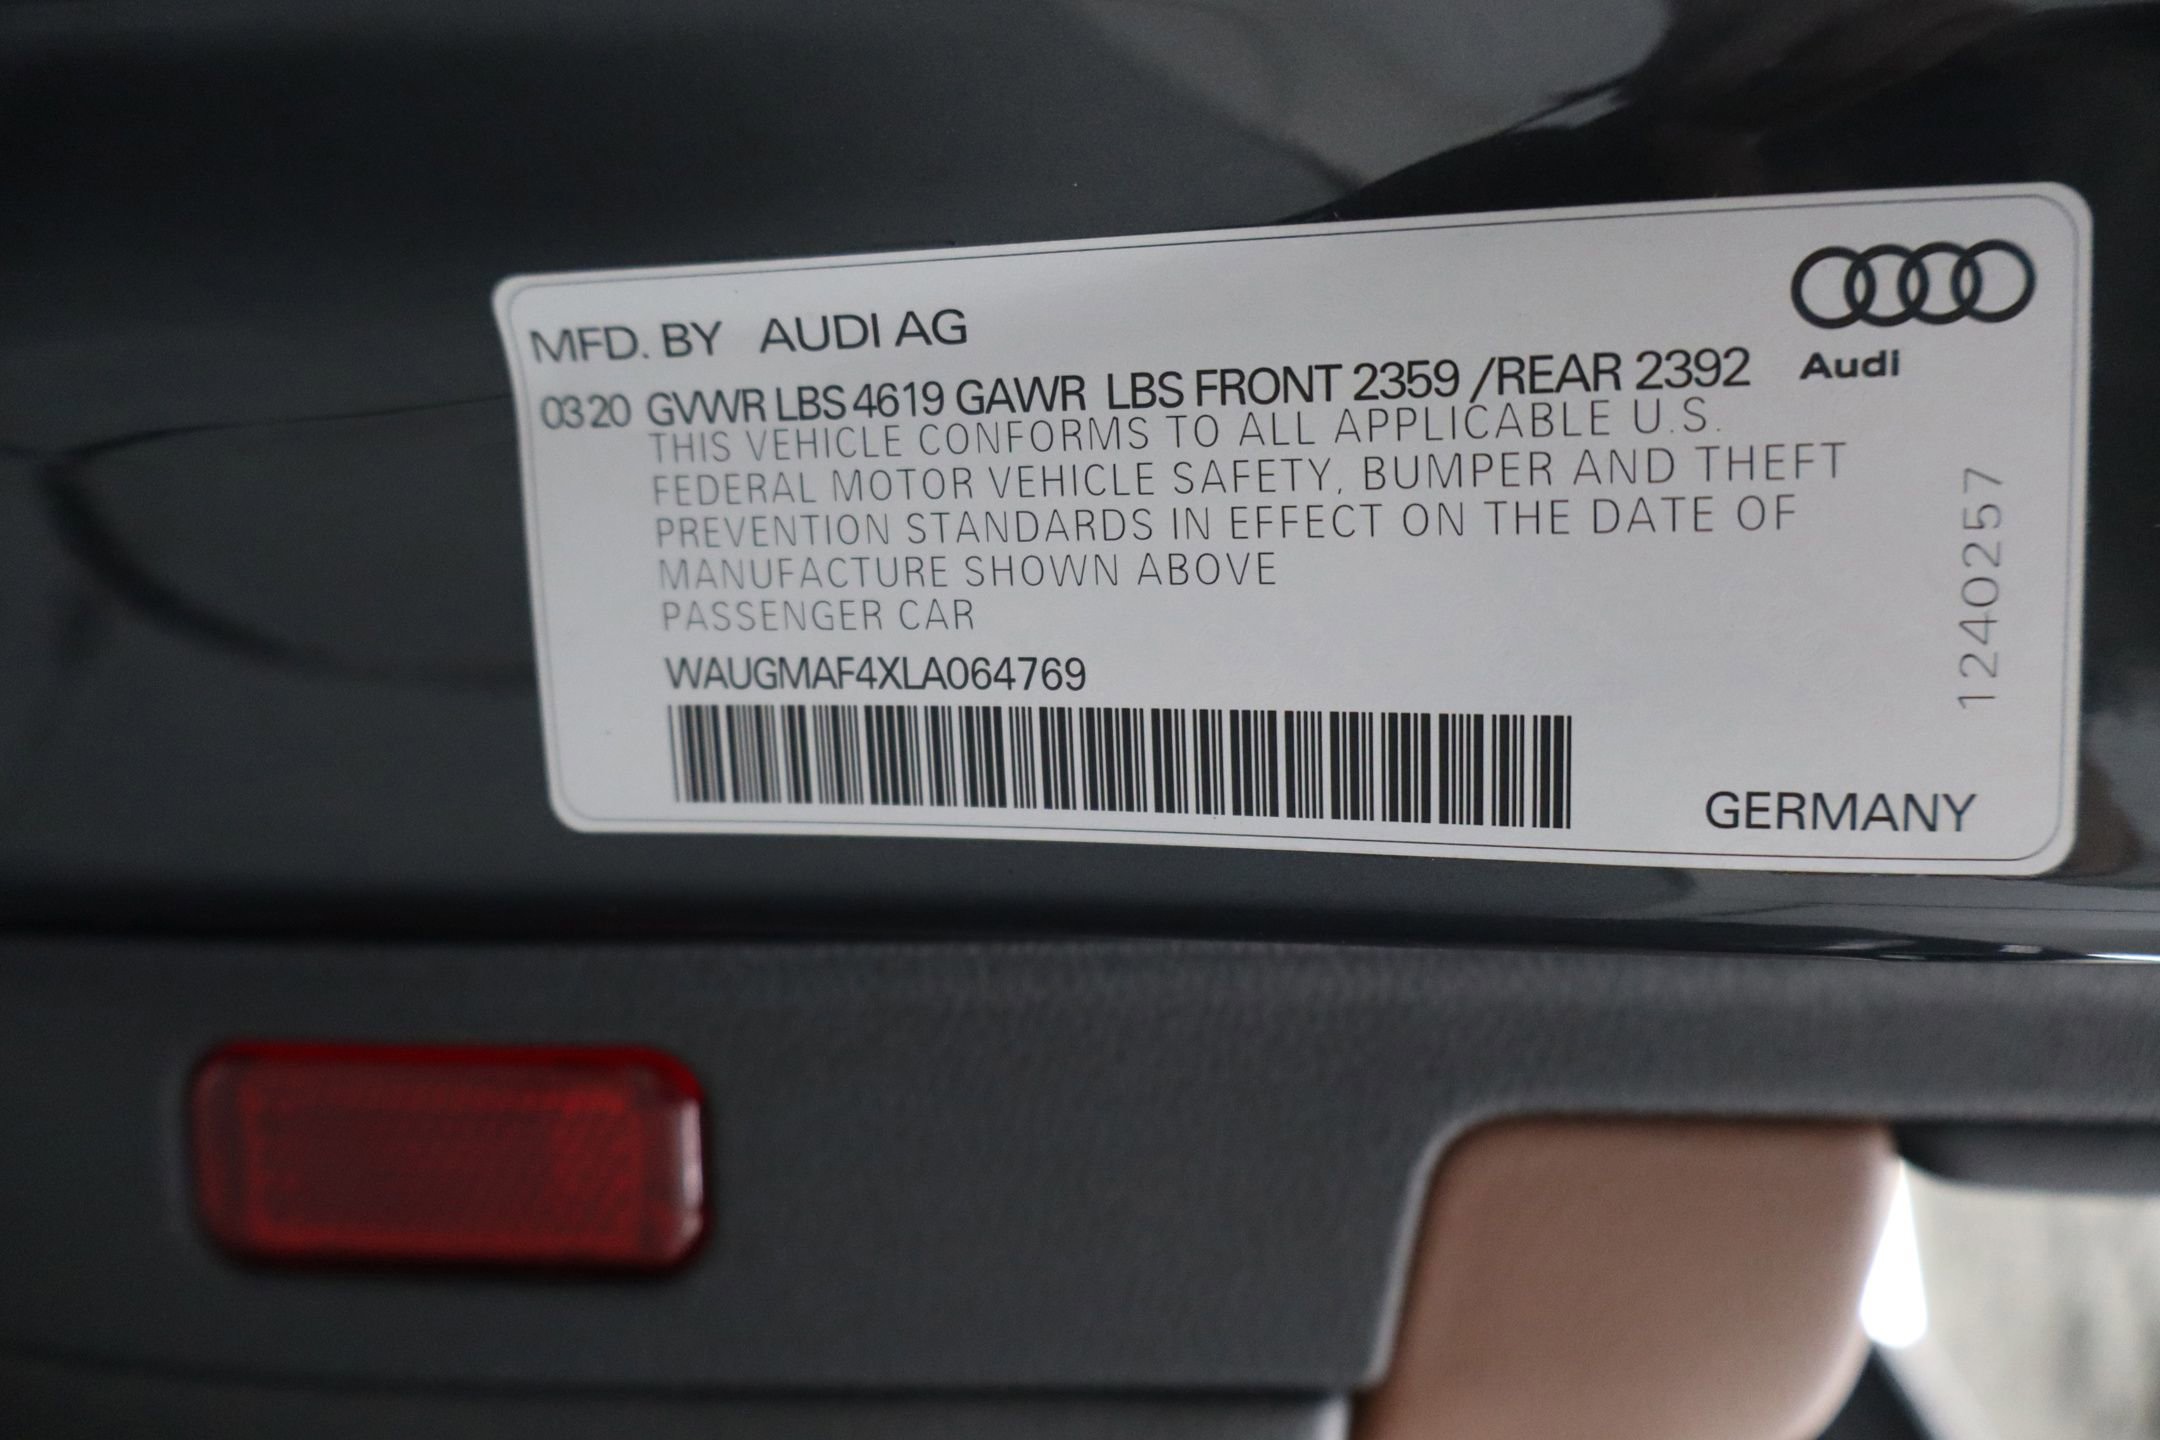 MFD. BY AUDI AG
0320 GVWR LBS 4619 GAWR LBS FRONT 2359 /REAR 2392
Audi
THIS VEHICLE CONFORMS TO ALL APPLICABLE U.S.
FEDERAL MOTOR VEHICLE SAFETY, BUMPER AND THEFT
PREVENTION STANDARDS IN EFFECT ON THE DATE OF
MANUFACTURE SHOWN ABOVE
PASSENGER CAR
WAUGMAF4XLA064769
1240257
GERMANY